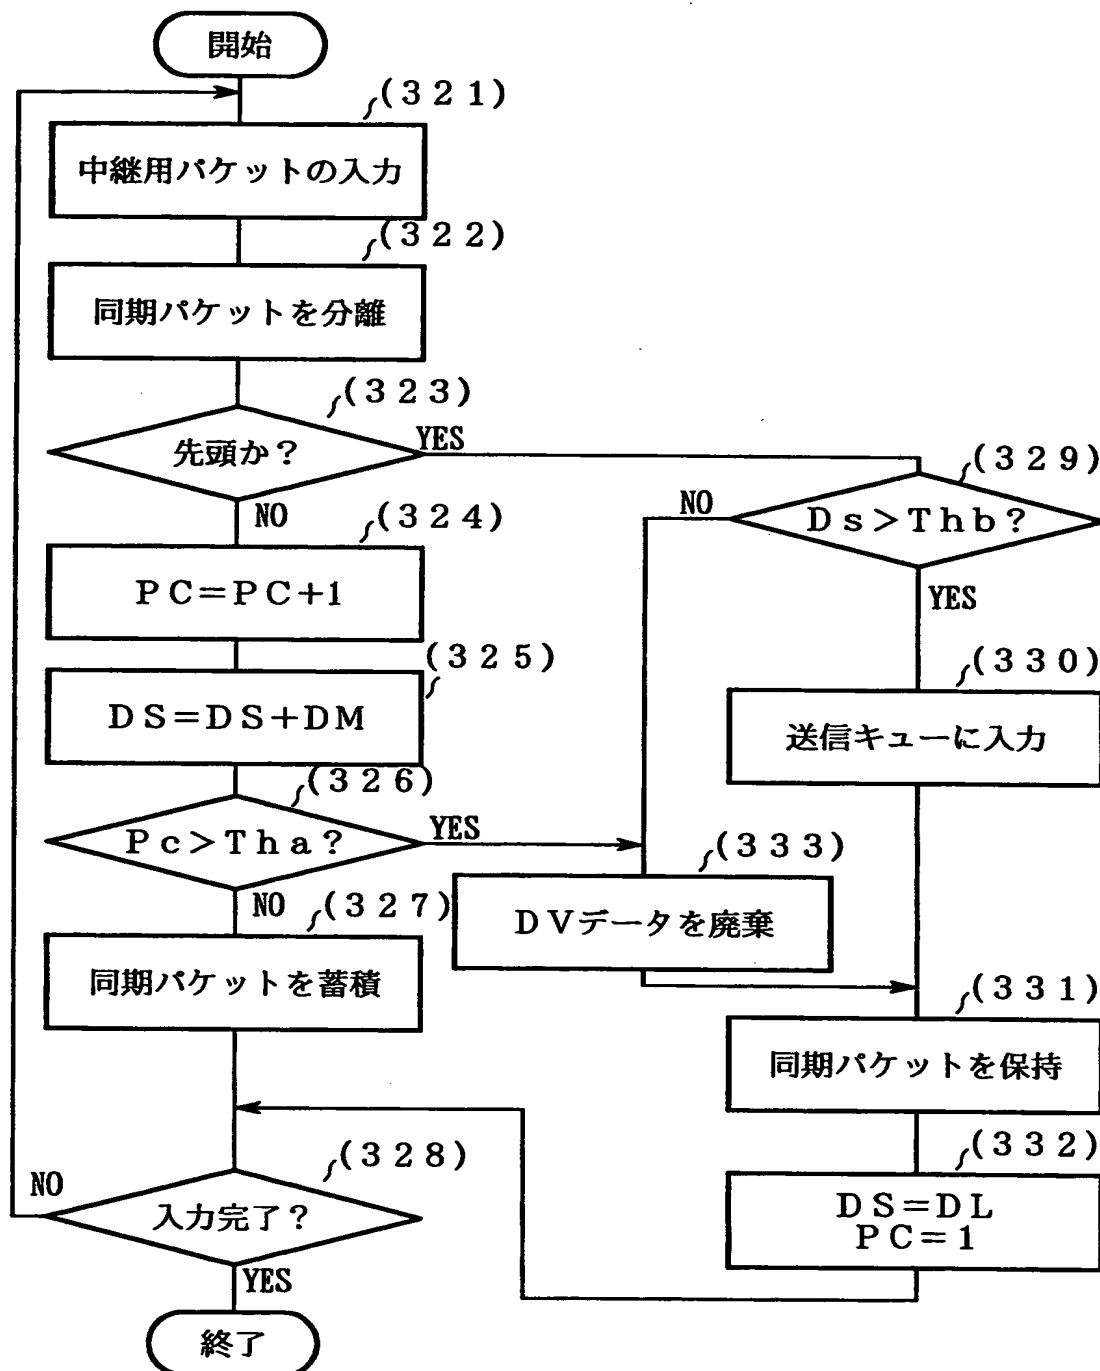 開始
(321)
中継用パケットの入力
(322)
同期パケットを分離
(323)
先頭か?
YES
NO
(324)
PC=PC+1
(325)
DS=DS+DM
(326)
Pc>Tha?
YES
NO
(327)
同期パケットを蓄積
(328)
入力完了?
NO
YES
終了
(329)
Ds>Thb?
NO
YES
(330)
送信キューに入力
(333)
DVデータを廃棄
(331)
同期パケットを保持
(332)
DS=DL
PC=1